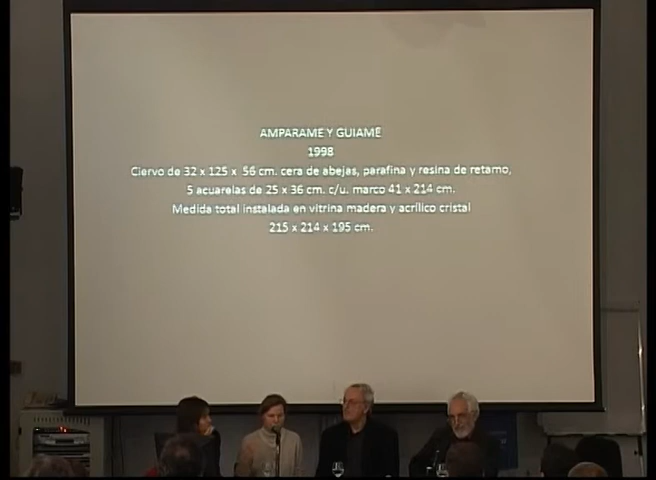 AMPARAME Y GUIAME
1998
Ciervo de 32 x 125 x 56 cm. cera de abejas, parafina y resina de retamo,
5 acuarelas de 25 x 36 cm. c/u. marco 41 x 214 cm.
Medida total instalada en vitrina madera y acrílico cristal
215 x 214 x 195 cm.